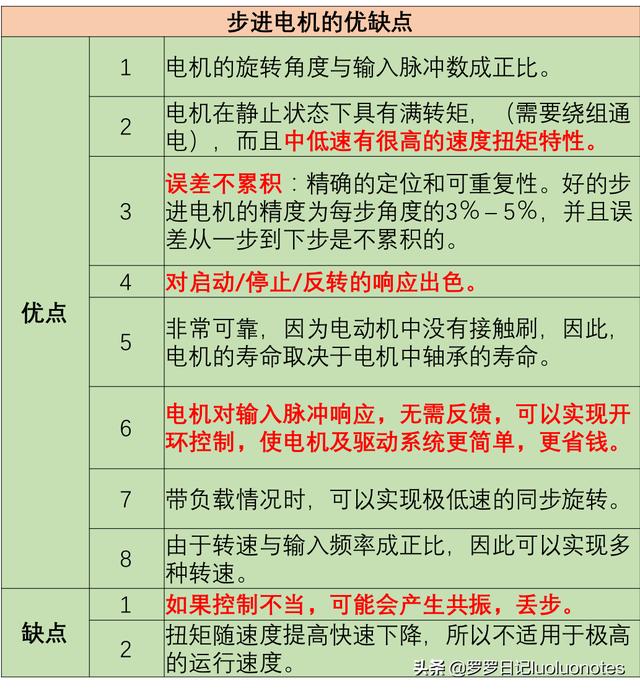 步进电机的优缺点
优点
1
电机的旋转角度与输入脉冲数成正比。
2
电机在静止状态下具有满转矩，（需要绕组通
电），而且中低速有很高的速度扭矩特性。
3
误差不累积：精确的定位和可重复性。好的步
进电机的精度为每步角度的3%–5%，并且误
差从一步到下步是不累积的。
4
对启动/停止/反转的响应出色。
5
非常可靠，因为电动机中没有接触刷，因此，
电机的寿命取决于电机中轴承的寿命。
6
电机对输入脉冲响应，无需反馈，可以实现开
环控制，使电机及驱动系统更简单，更省钱。
7
带负载情况时，可以实现极低速的同步旋转。
8
由于转速与输入频率成正比，因此可以实现多
种转速。
缺点
1
如果控制不当，可能会产生共振，丢步。
2
扭矩随速度提高快速下降，所以不适用于极高
的运行速度。
头条 @罗罗日记luoluonotes